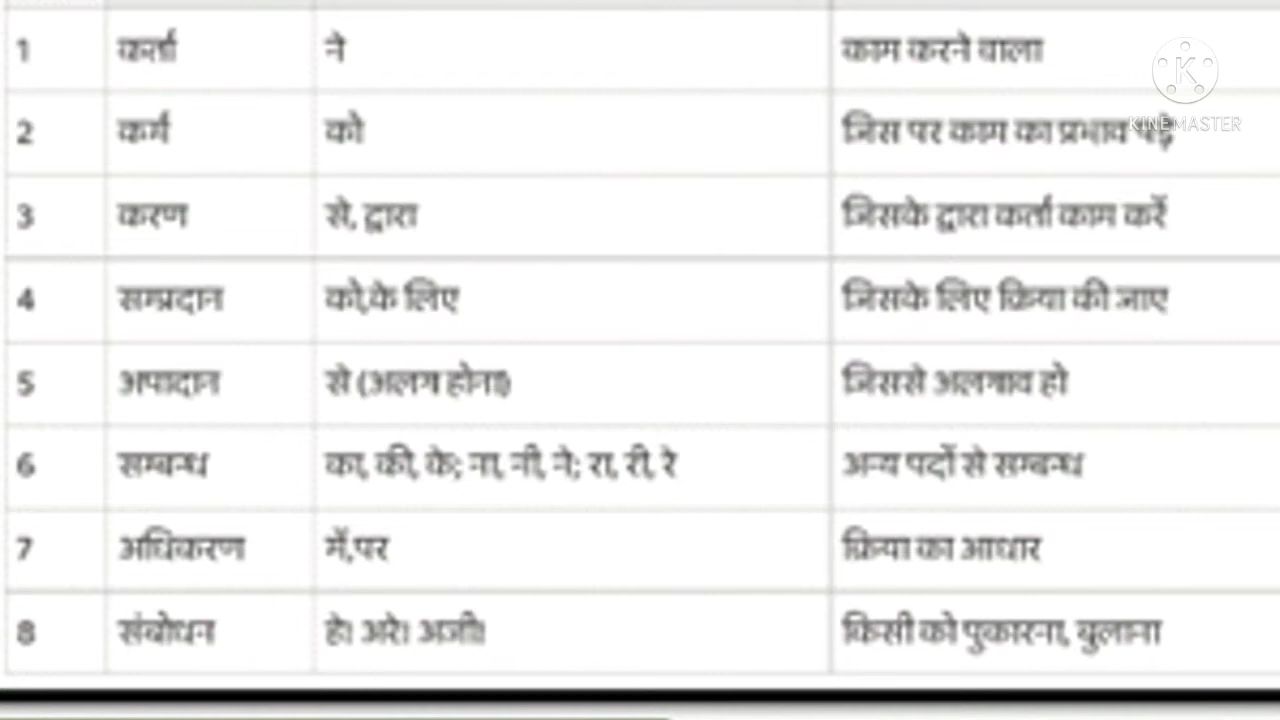 1 कर्ता ने काम करने वाला
2 कर्म को जिस पर काम का प्रभाव पड़े
3 करण से, द्वारा जिसके द्वारा कर्ता काम करें
4 सम्प्रदान को,के लिए जिसके लिए क्रिया की जाए
5 अपादान से (अलग होना) जिससे अलगाव हो
6 सम्बन्ध का, की, के; ना, नी, ने; रा, री, रे अन्य पदों से सम्बन्ध
7 अधिकरण में,पर क्रिया का आधार
8 संबोधन हे! अरे! अजी! किसी को पुकारना, बुलाना
K
KINEMASTER